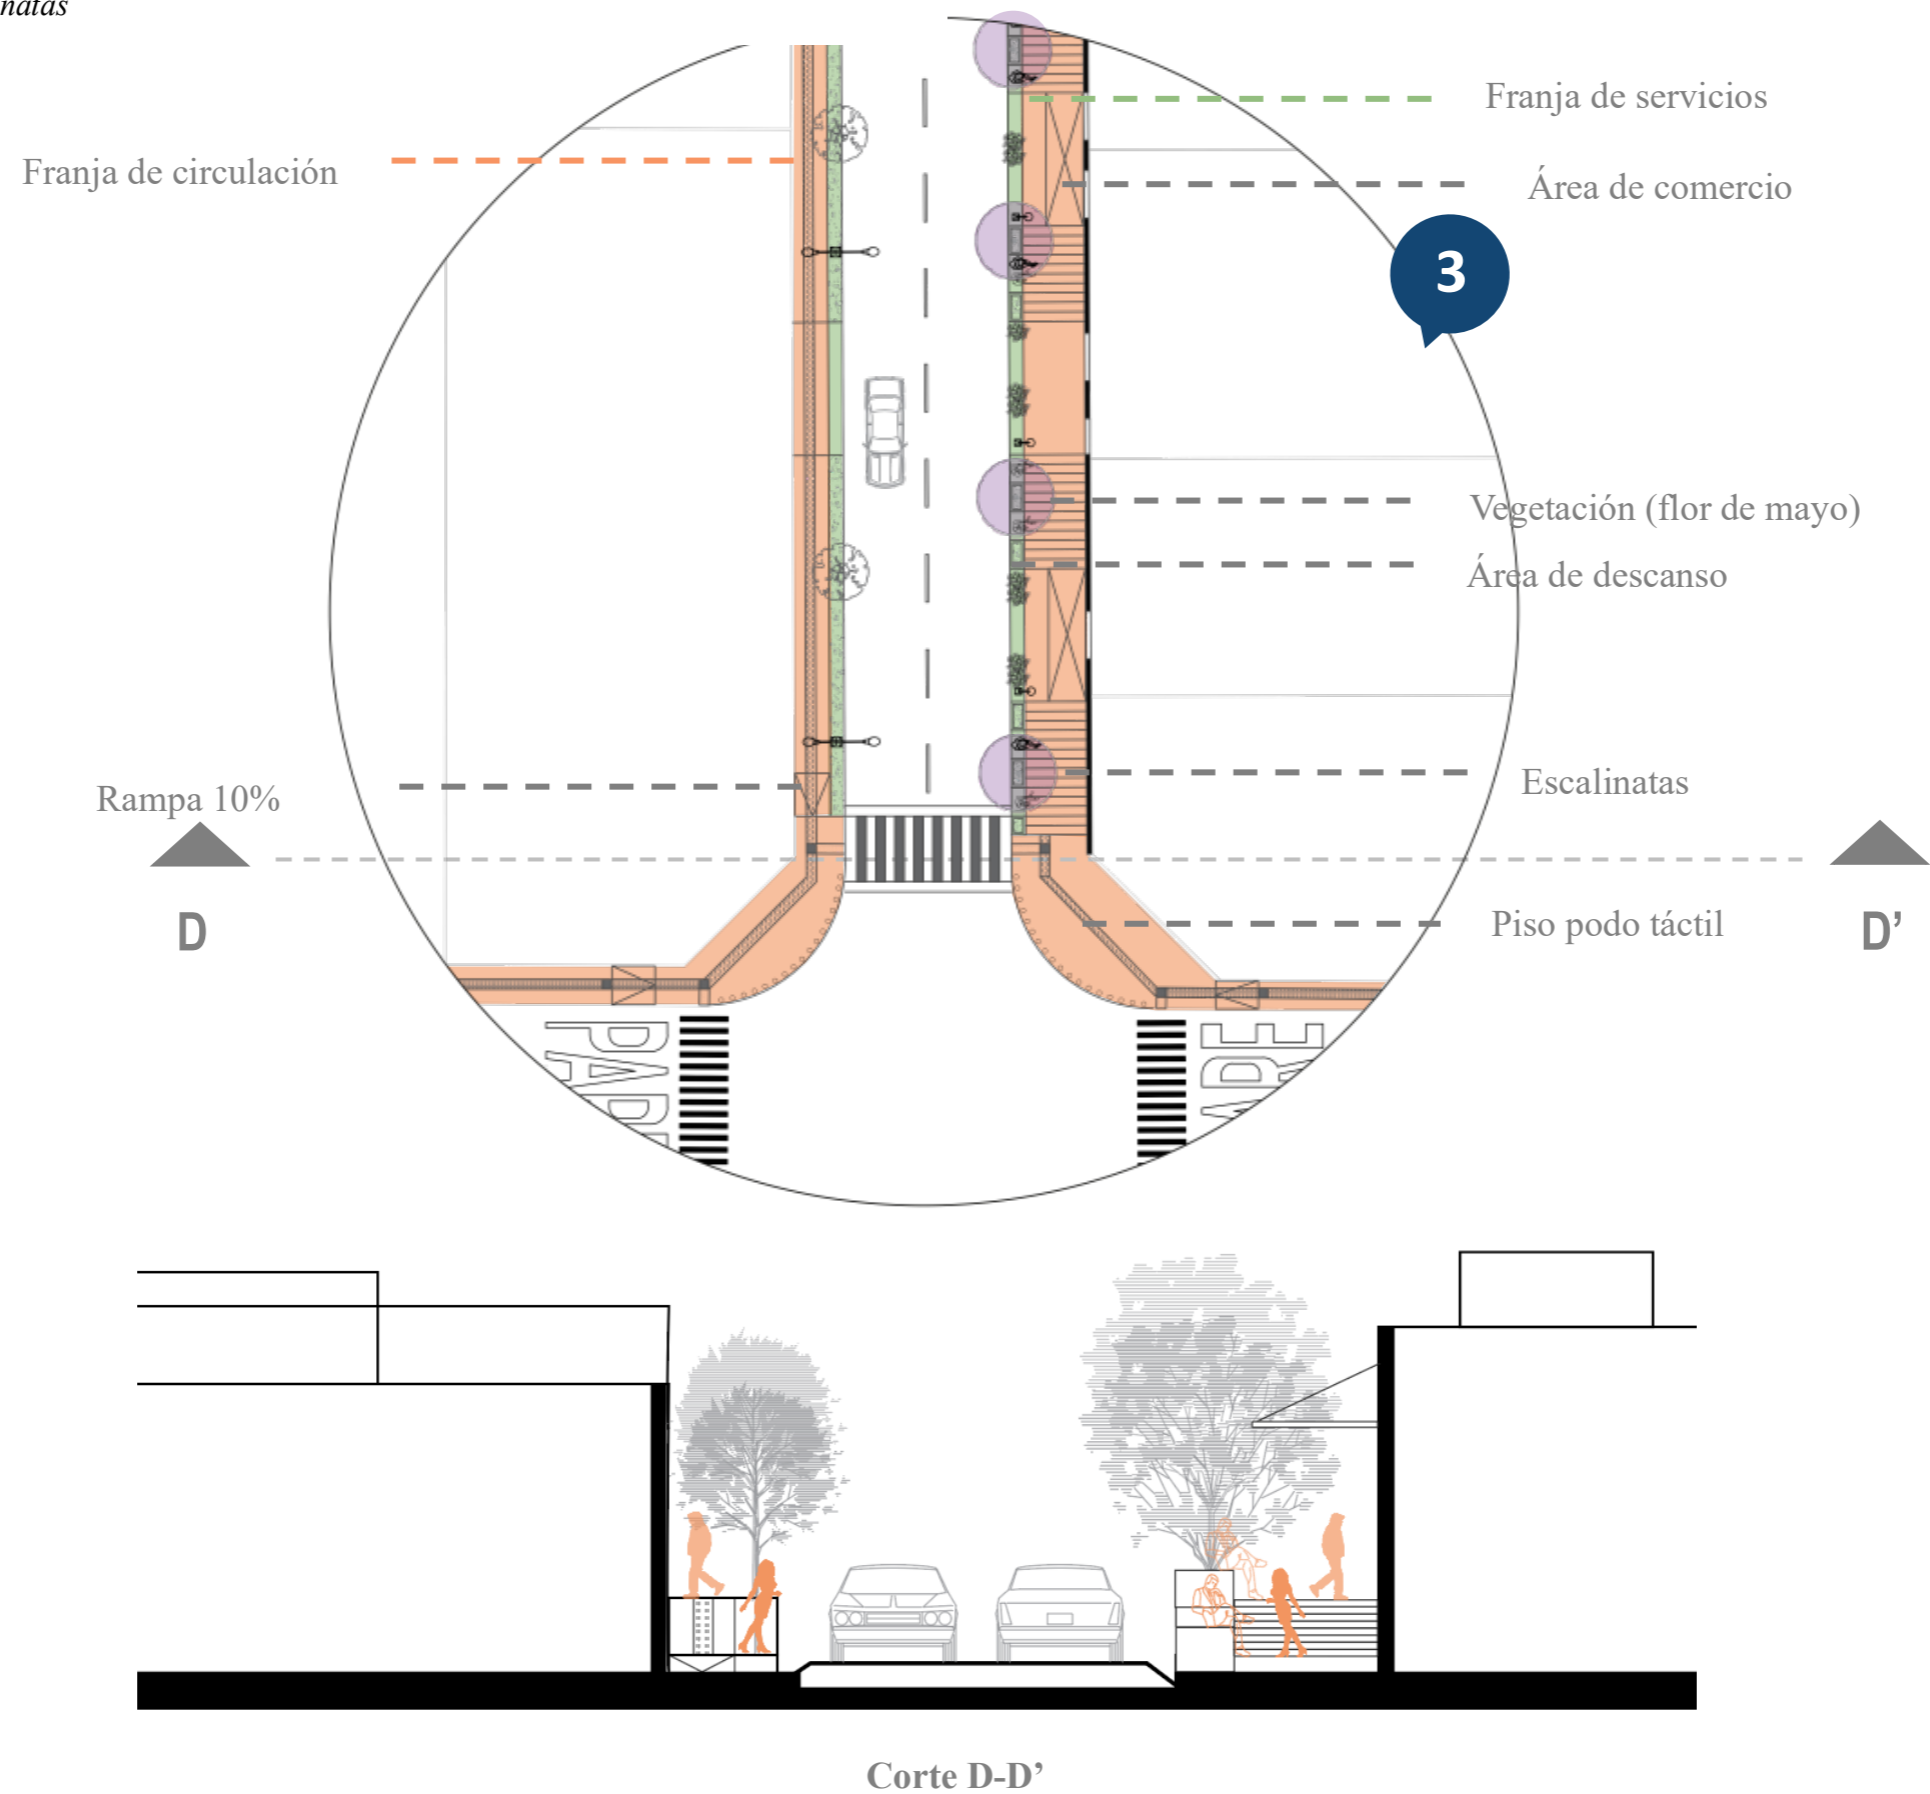 natas
Franja de servicios
Franja de circulación
Área de comercio
3
Vegetación (flor de mayo)
Área de descanso
Escalinatas
Rampa 10%
D
Piso podo táctil
D’
Corte D-D’